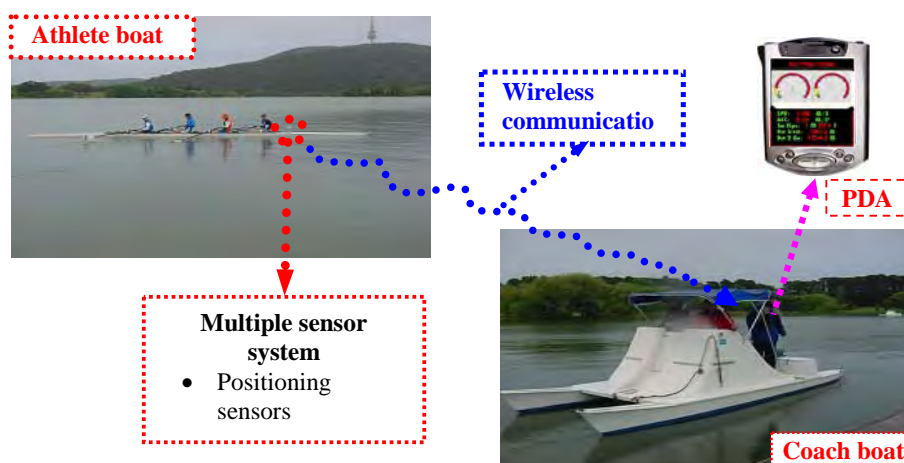 Athlete boat
Wireless
communicatio
PDA
Multiple sensor
system
• Positioning
sensors
Coach boat